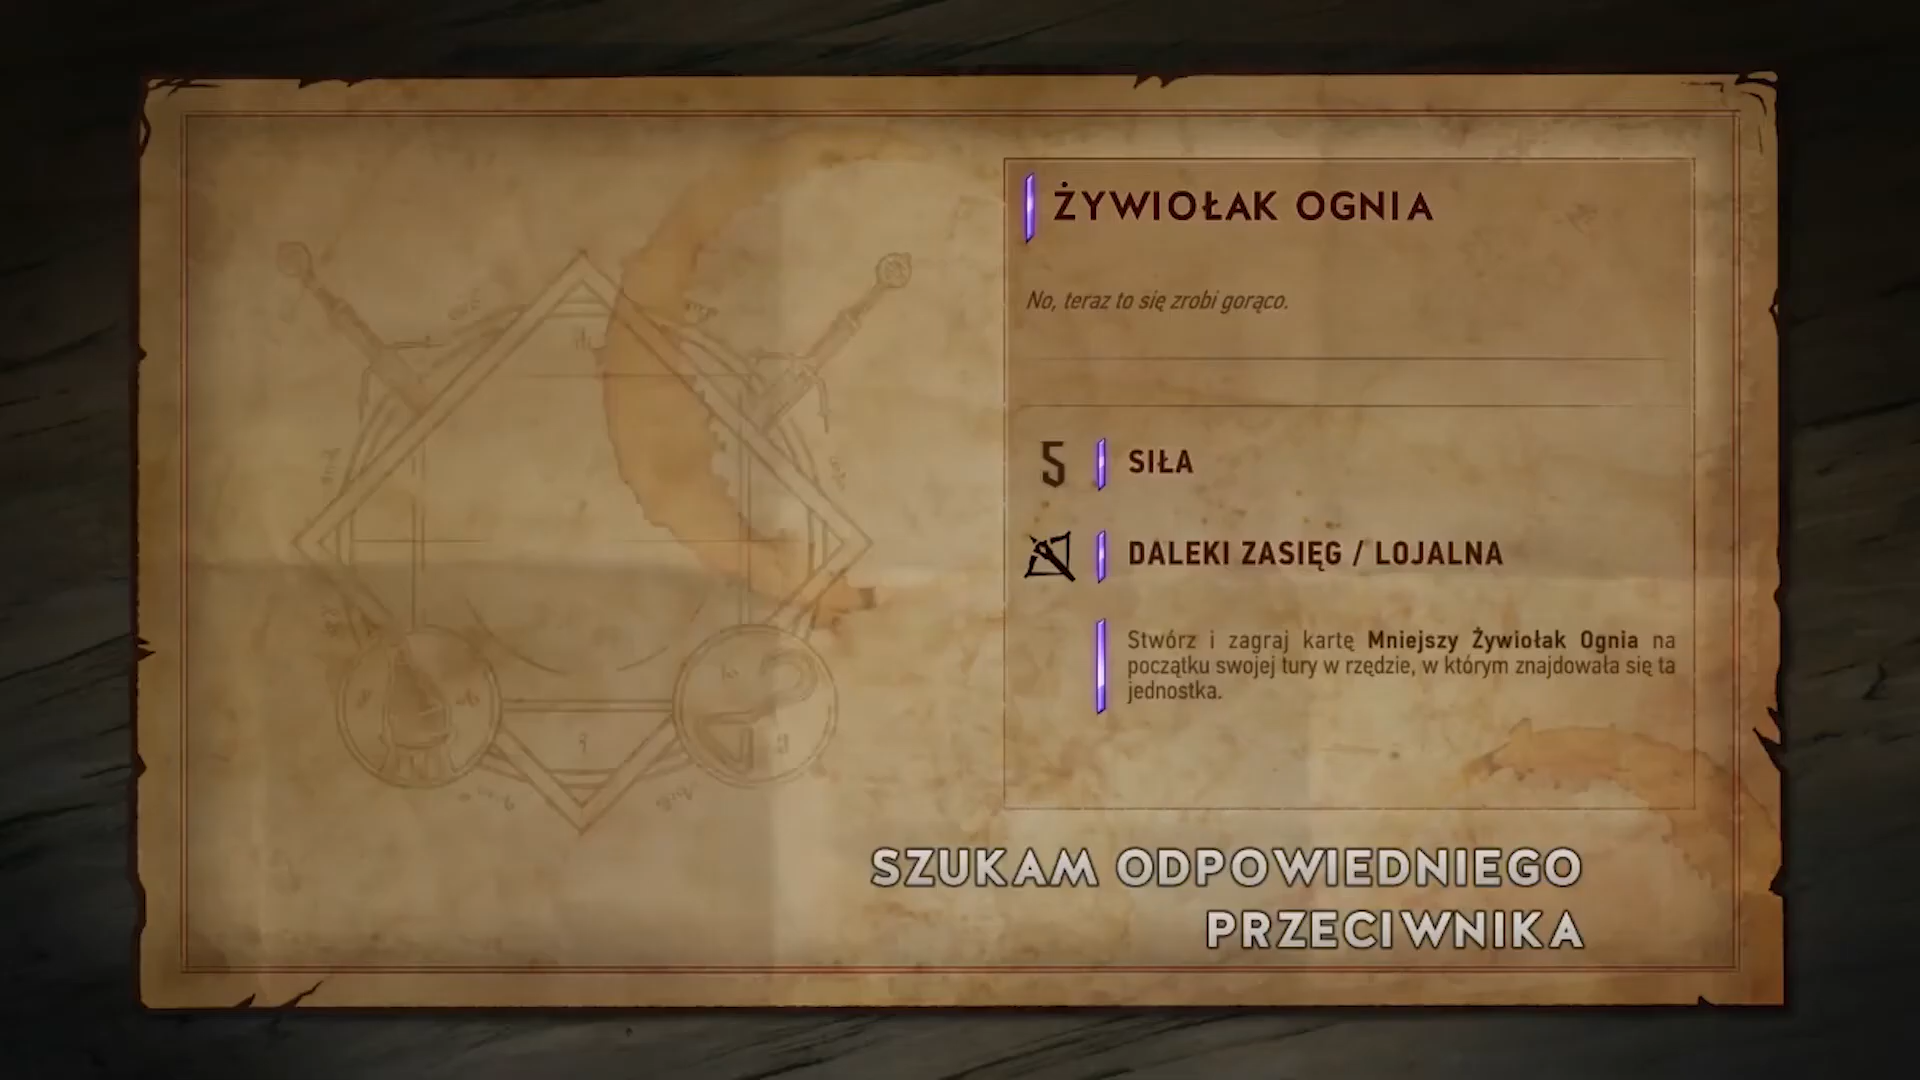 ŻYWIOŁAK OGNIA
No, teraz to się zrobi gorąco.
5 SIŁA
DALEKI ZASIĘG / LOJALNA
Stwórz i zagraj kartę Mniejszy Żywiołak Ognia na
początku swojej tury w rzędzie, w którym znajdowała się ta
jednostka.
SZUKAM ODPOWIEDNIEGO
PRZECIWNIKA